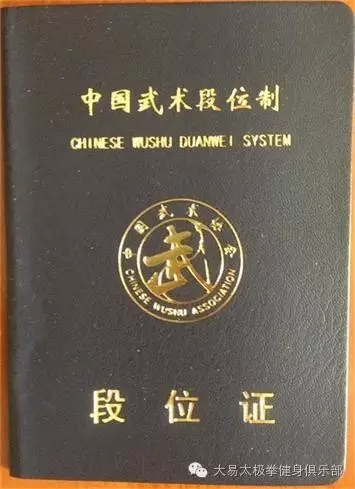 中国武术段位制
CHINESE WUSHU DUANWEI SYSTEM
中国武术协会
武
CHINESE WUSHU ASSOCIATION
段位证
大易太极拳健身俱乐部